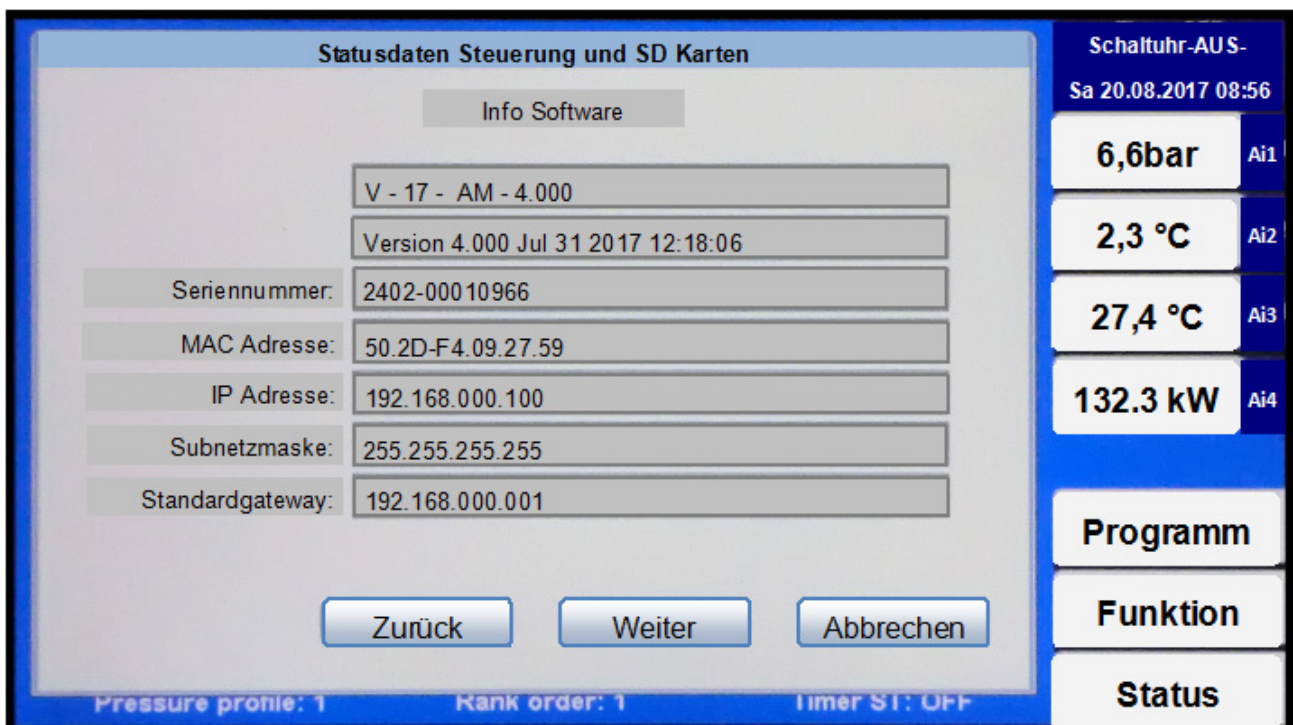 Statusdaten Steuerung und SD Karten
Info Software
V - 17 - AM - 4.000
Version 4.000 Jul 31 2017 12:18:06
Seriennummer: 2402-00010966
MAC Adresse: 50.2D-F4.09.27.59
IP Adresse: 192.168.000.100
Subnetzmaske: 255.255.255.255
Standardgateway: 192.168.000.001
Zurück Weiter Abbrechen
Pressure profile: 1 Rank order: 1 Timer ST: OFF
Schaltuhr-AUS-
Sa 20.08.2017 08:56
6,6bar Ai1
2,3 °C Ai2
27,4 °C Ai3
132.3 kW Ai4
Programm
Funktion
Status